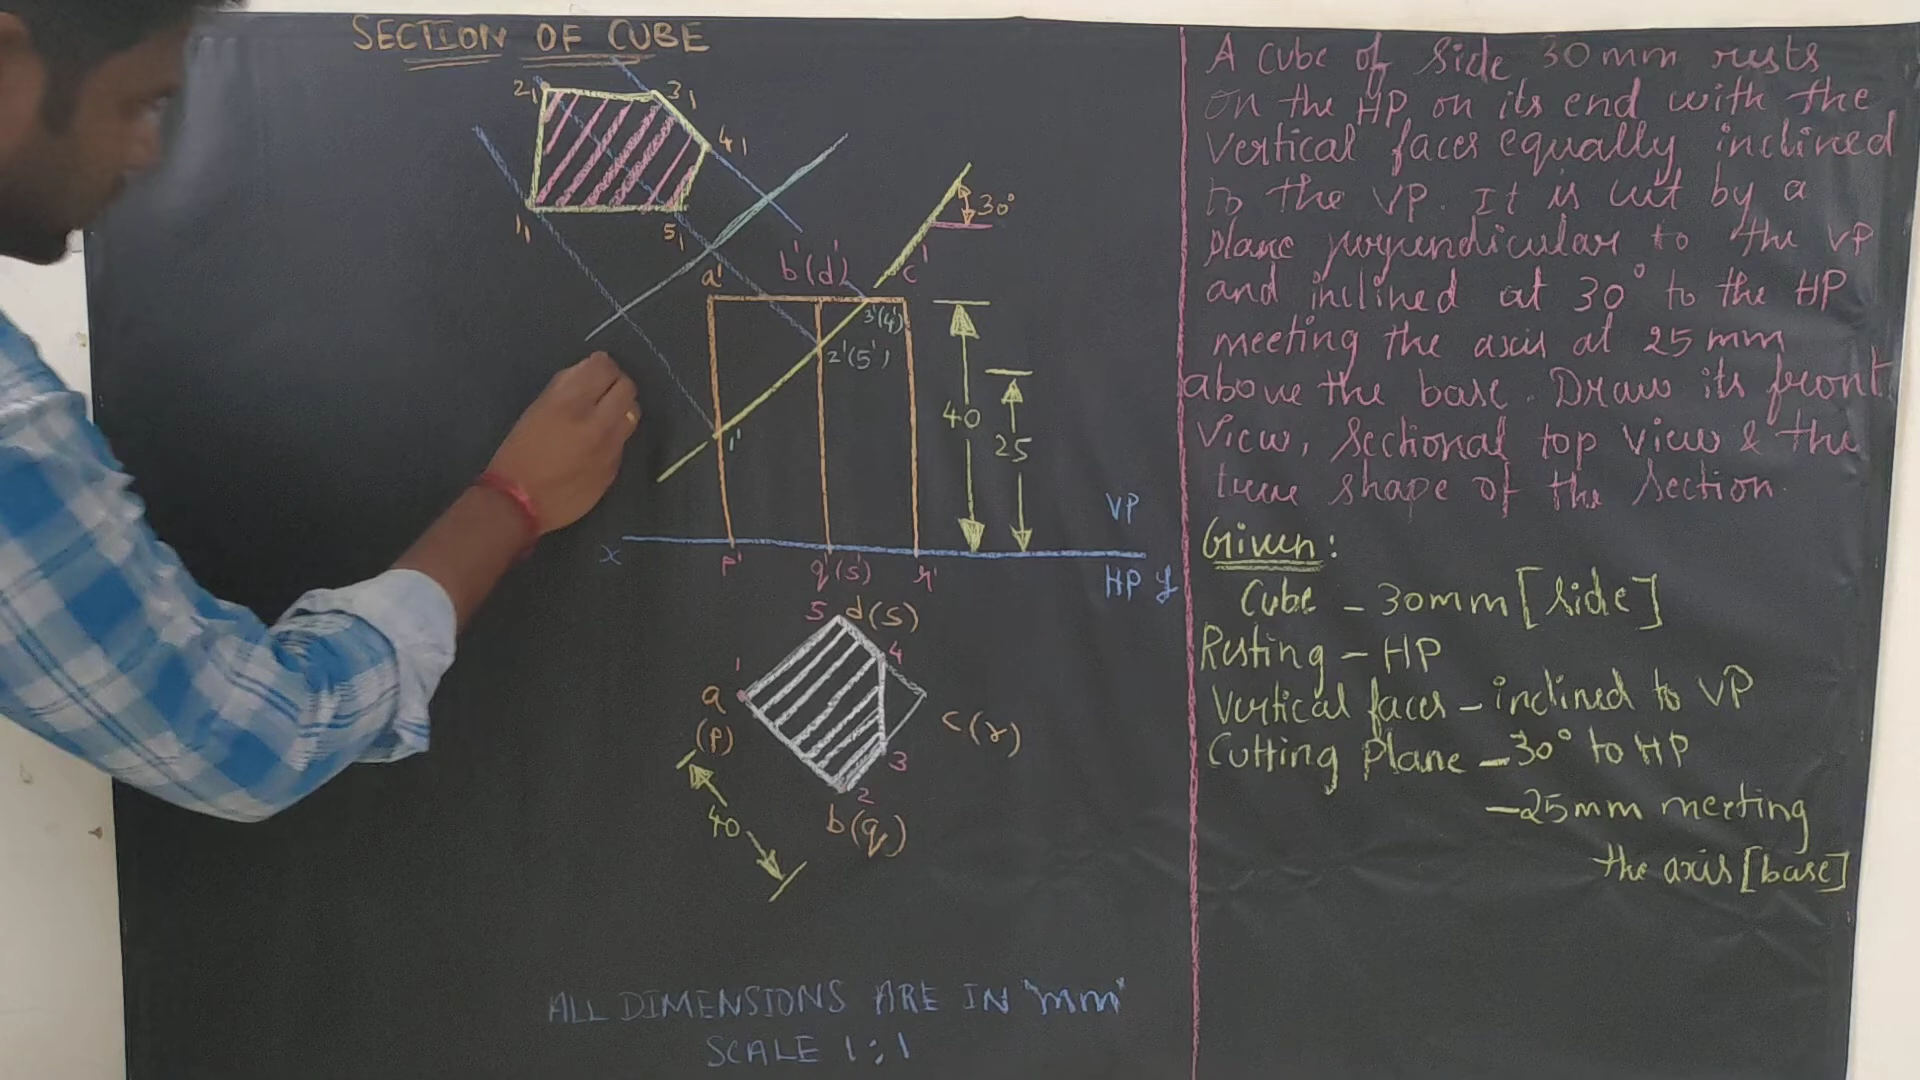 SECTION OF CUBE
2₁
3₁
4₁
1₁
5₁
30°
a'
b'(d')
c'
3'(4')
2'(5')
1'
40
25
VP
x
HP y
p'
q'(s')
r'
5 d(s)
4
1
a
(p)
c(r)
3
2
b(q)
40
ALL DIMENSIONS ARE IN "mm"
SCALE 1:1
A cube of side 30mm rests
on the HP on its end with the
vertical faces equally inclined
to the VP. It is cut by a
plane perpendicular to the VP
and inclined at 30° to the HP
meeting the axis at 25mm
above the base. Draw its front
view, sectional top view & the
true shape of the section.
Given:
Cube - 30mm [side]
Resting - HP
Vertical faces - inclined to VP
Cutting Plane - 30° to HP
- 25mm meeting
the axis [base]